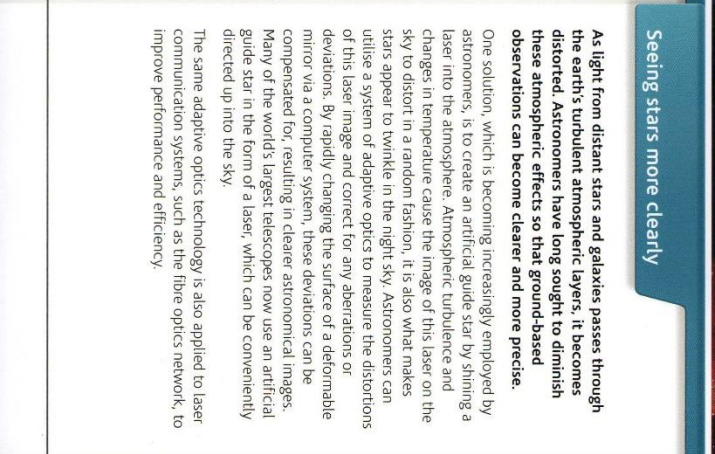 Seeing stars more clearly
As light from distant stars and galaxies passes through
the earth's turbulent atmospheric layers, it becomes
distorted. Astronomers have long sought to diminish
these atmospheric effects so that ground-based
observations can become clearer and more precise.
One solution, which is becoming increasingly employed by
astronomers, is to create an artificial guide star by shining a
laser into the atmosphere. Atmospheric turbulence and
changes in temperature cause the image of this laser on the
sky to distort in a random fashion, it is also what makes
stars appear to twinkle in the night sky. Astronomers can
utilise a system of adaptive optics to measure the distortions
of this laser image and correct for any aberrations or
deviations. By rapidly changing the surface of a deformable
mirror via a computer system, these deviations can be
compensated for, resulting in clearer astronomical images.
Many of the world's largest telescopes now use an artificial
guide star in the form of a laser, which can be conveniently
directed up into the sky.
The same adaptive optics technology is also applied to laser
communication systems, such as the fibre optics network, to
improve performance and efficiency.